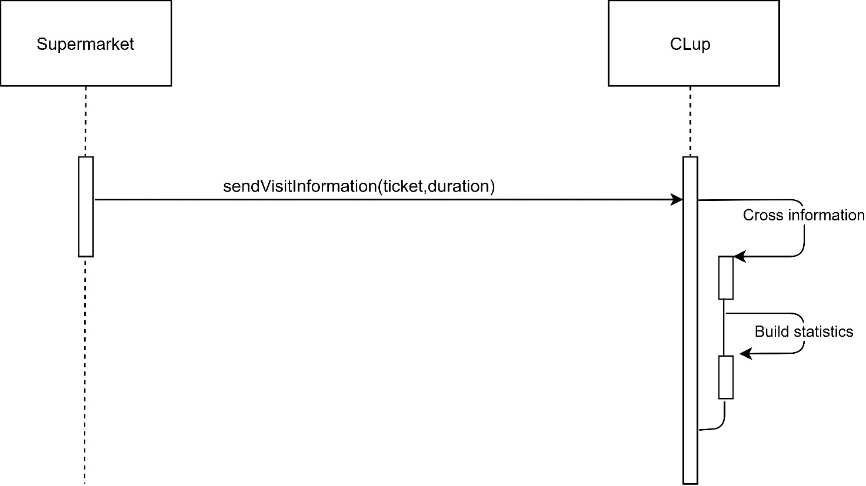 Supermarket
CLup
sendVisitInformation(ticket,duration)
Cross information
Build statistics